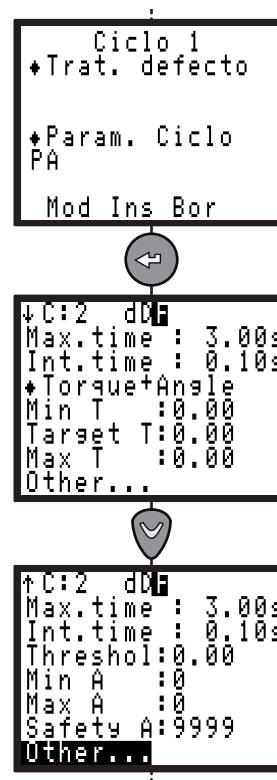 Ciclo 1
♦Trat. defecto
♦Param. Ciclo
PA
Mod Ins Bor
↓C:2 dDF
Max.time : 3.00s
Int.time : 0.10s
♦Torque+Angle
Min T :0.00
Target T:0.00
Max T :0.00
Other...
↑C:2 dDF
Max.time : 3.00s
Int.time : 0.10s
Threshol:0.00
Min A :0
Max A :0
Safety A:9999
Other...